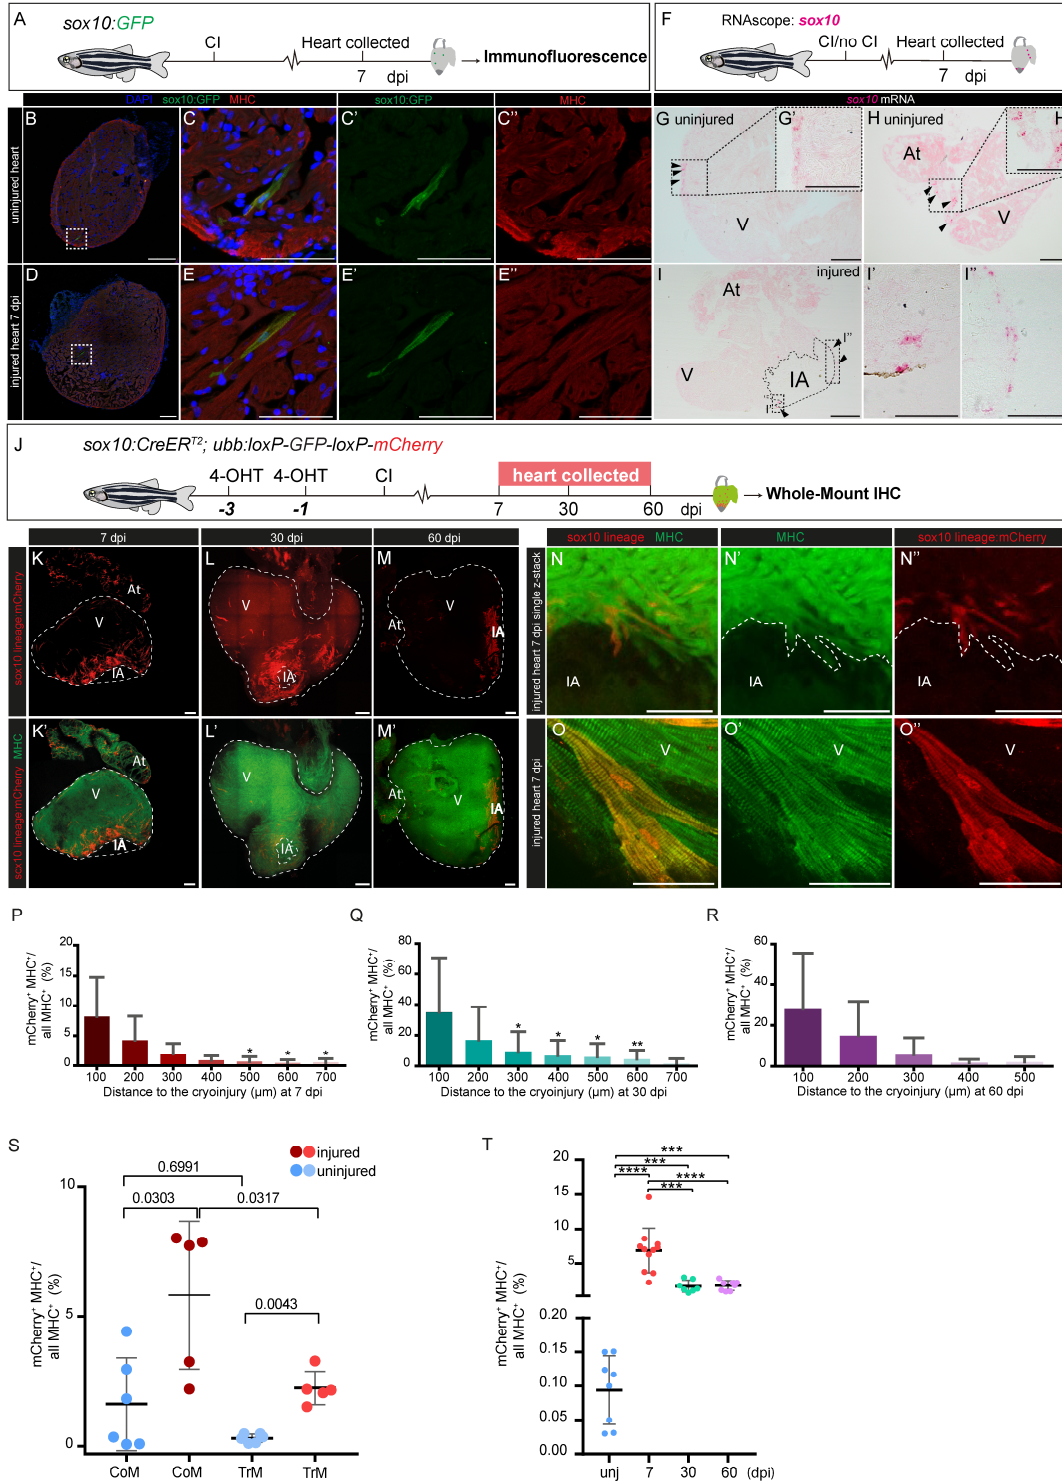 A
sox10:GFP
CI
Heart collected
7 dpi
Immunofluorescence
F
RNAscope: sox10
CI/no CI
Heart collected
7 dpi
DAPI sox10:GFP MHC
sox10:GFP
MHC
sox10 mRNA
uninjured heart
B
C
C'
C''
G uninjured
G'
V
H uninjured
H'
At
V
injured heart 7 dpi
D
E
E'
E''
I
injured
At
V
IA
I''
I'
I'
I''
J
sox10:CreERT2; ubb:loxP-GFP-loxP-mCherry
4-OHT
4-OHT
CI
heart collected
-3
-1
7
30
60
dpi
Whole-Mount IHC
7 dpi
30 dpi
60 dpi
sox10 lineage MHC
MHC
sox10 lineage:mCherry
sox10 lineage:mCherry
K
At
V
IA
L
V
IA
M
V
At
IA
injured heart 7 dpi single z-stack
N
IA
N'
IA
N''
IA
sox10 lineage:mCherry MHC
K'
At
V
IA
L'
V
IA
M'
At
V
IA
injured heart 7 dpi
O
V
O'
V
O''
V
P
mCherry+ MHC+/
all MHC+ (%)
20
15
10
5
0
* * *
100 200 300 400 500 600 700
Distance to the cryoinjury (µm) at 7 dpi
Q
mCherry+ MHC+/
all MHC+ (%)
80
60
40
20
0
* * * **
100 200 300 400 500 600 700
Distance to the cryoinjury (µm) at 30 dpi
R
mCherry+ MHC+/
all MHC+ (%)
60
40
20
0
100 200 300 400 500
Distance to the cryoinjury (µm) at 60 dpi
S
injured
uninjured
mCherry+ MHC+/
all MHC+ (%)
10
5
0
0.6991
0.0303
0.0317
0.0043
CoM CoM TrM TrM
T
mCherry+ MHC+/
all MHC+ (%)
20
15
10
5
0.20
0.15
0.10
0.05
0.00
***
***
****
****
***
unj 7 30 60 (dpi)